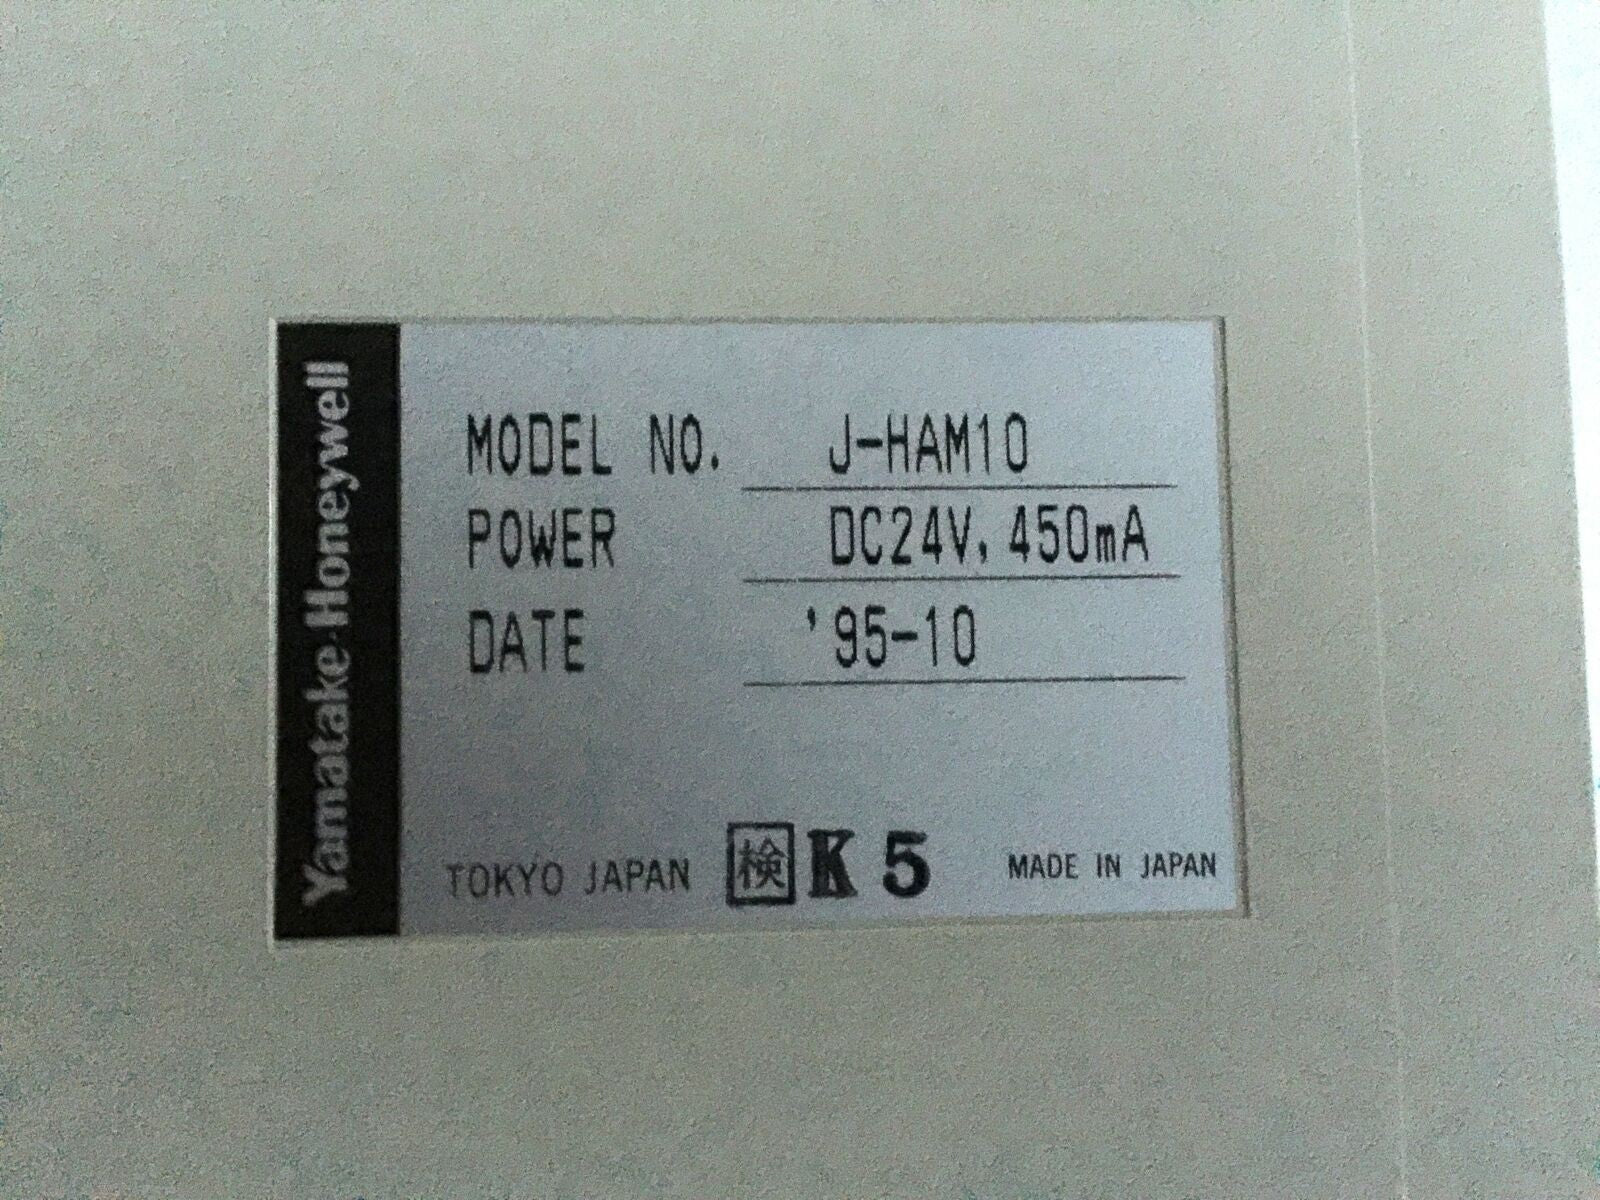 Yamatake-Honeywell
MODEL NO. J-HAM10
POWER DC24V, 450mA
DATE '95-10
TOKYO JAPAN 検 K 5 MADE IN JAPAN